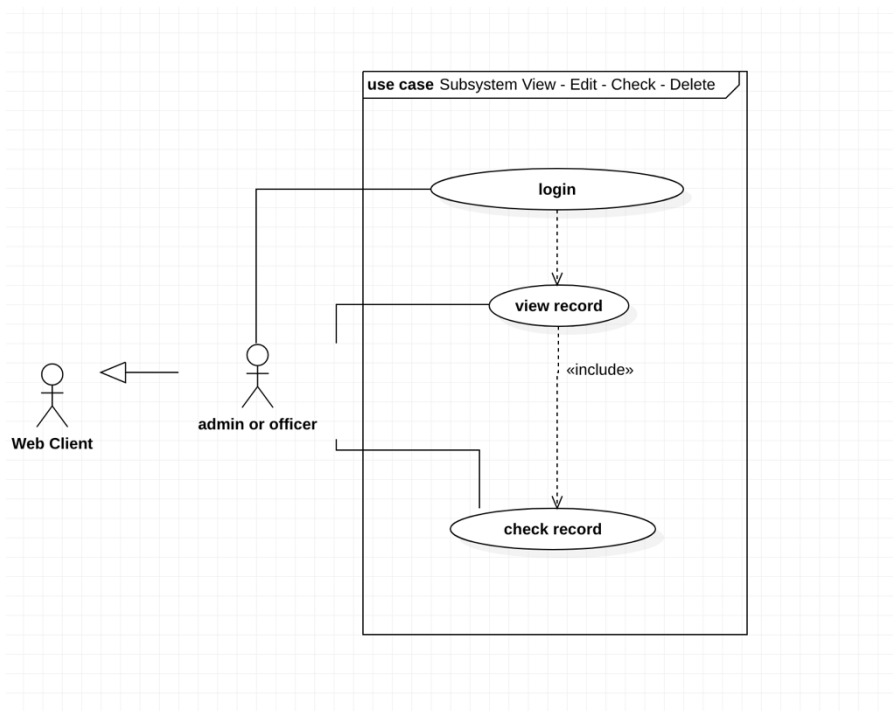 use case Subsystem View - Edit - Check - Delete
login
view record
«include»
admin or officer
Web Client
check record